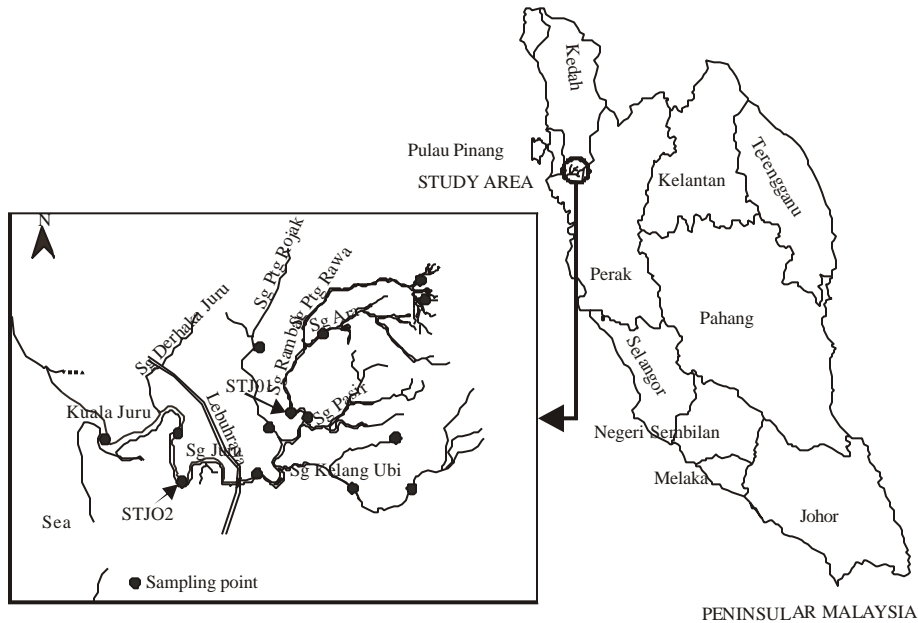 Kedah
Pulau Pinang
STUDY AREA
Kelantan
Terengganu
Perak
Pahang
Selangor
Negeri Sembilan
Melaka
Johor
PENINSULAR MALAYSIA
N
Sg Ptg Rojak
Sg Ptg Rawa
Sg Derhaka Juru
Sg Rambai
STJ01
Sg Pasir
Kuala Juru
Lebuhraya
Sg Juru
Sg Kelang Ubi
STJO2
Sea
Sampling point